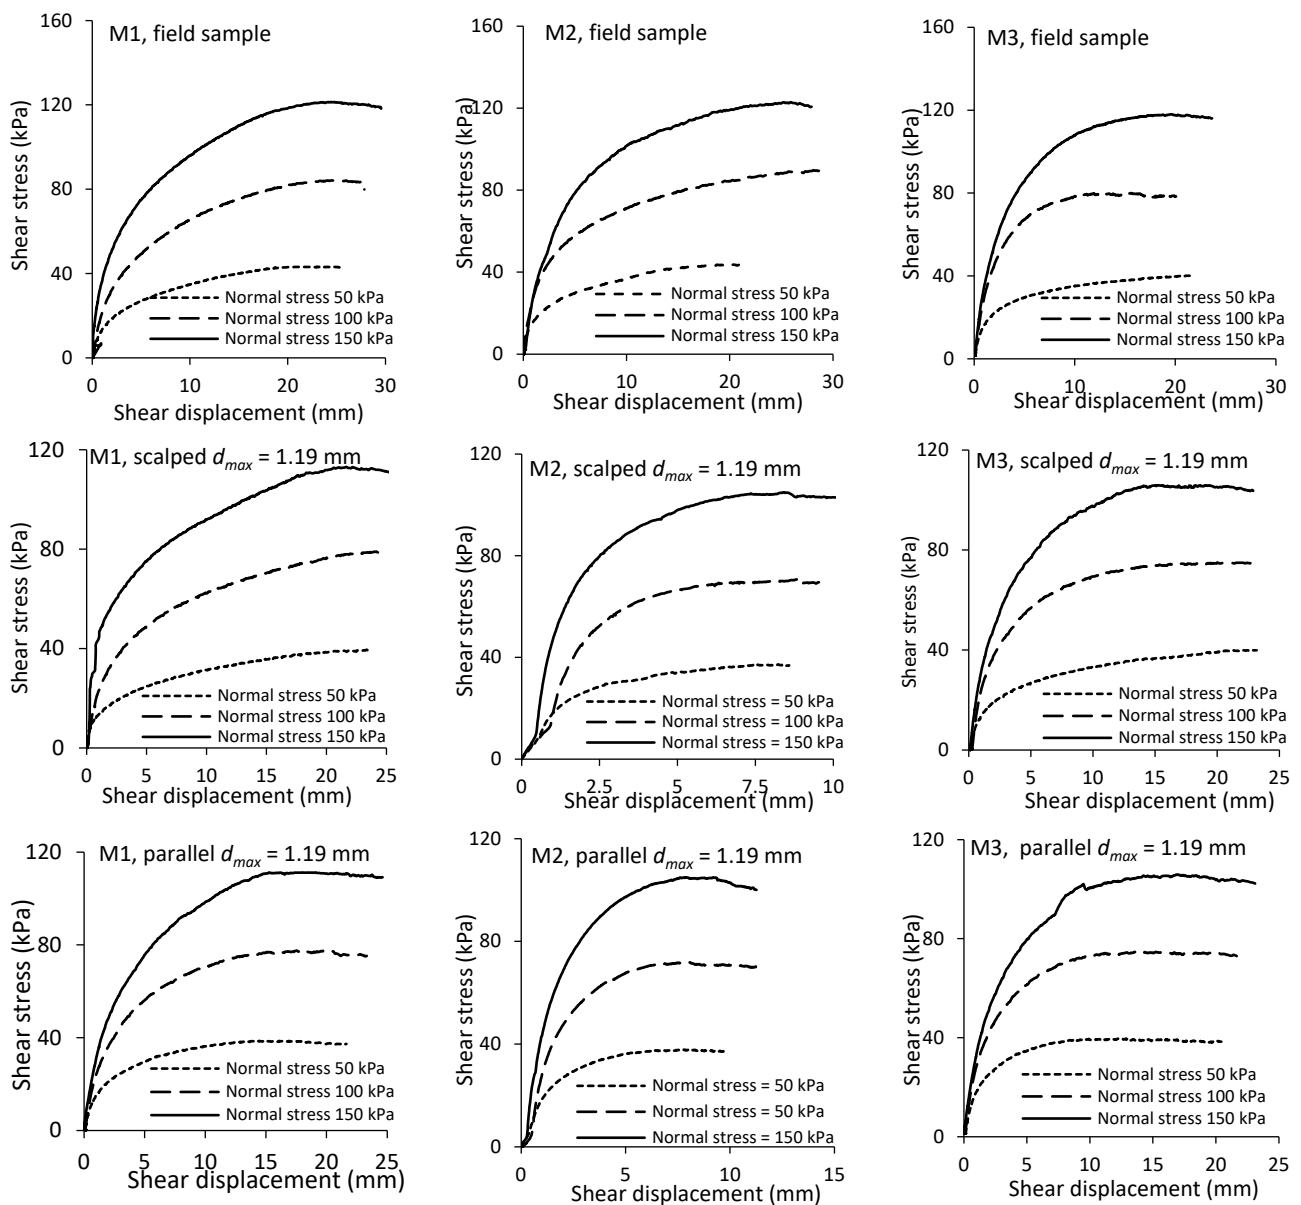 M1, field sample
160
120
80
40
0
Shear stress (kPa)
Normal stress 50 kPa
Normal stress 100 kPa
Normal stress 150 kPa
0 10 20 30
Shear displacement (mm)
M2, field sample
160
120
80
40
0
Shear stress (kPa)
Normal stress 50 kPa
Normal stress 100 kPa
Normal stress 150 kPa
0 10 20 30
Shear displacement (mm)
M3, field sample
160
120
80
40
0
Shear stress (kPa)
Normal stress 50 kPa
Normal stress 100 kPa
Normal stress 150 kPa
0 10 20 30
Shear displacement (mm)
M1, scalped dmax = 1.19 mm
120
80
40
0
Shear stress (kPa)
Normal stress 50 kPa
Normal stress 100 kPa
Normal stress 150 kPa
0 5 10 15 20 25
Shear displacement (mm)
M2, scalped dmax = 1.19 mm
120
80
40
0
Shear stress (kPa)
Normal stress = 50 kPa
Normal stress = 100 kPa
Normal stress = 150 kPa
0 2.5 5 7.5 10
Shear displacement (mm)
M3, scalped dmax = 1.19 mm
120
80
40
0
Shear stress (kPa)
Normal stress 50 kPa
Normal stress 100 kPa
Normal stress 150 kPa
0 5 10 15 20 25
Shear displacement (mm)
M1, parallel dmax = 1.19 mm
120
80
40
0
Shear stress (kPa)
Normal stress 50 kPa
Normal stress 100 kPa
Normal stress 150 kPa
0 5 10 15 20 25
Shear displacement (mm)
M2, parallel dmax = 1.19 mm
120
80
40
0
Shear stress (kPa)
Normal stress = 50 kPa
Normal stress = 50 kPa
Normal stress = 150 kPa
0 5 10 15
Shear displacement (mm)
M3, parallel dmax = 1.19 mm
120
80
40
0
Shear stress (kPa)
Normal stress 50 kPa
Normal stress 100 kPa
Normal stress 150 kPa
0 5 10 15 20 25
Shear displacement (mm)